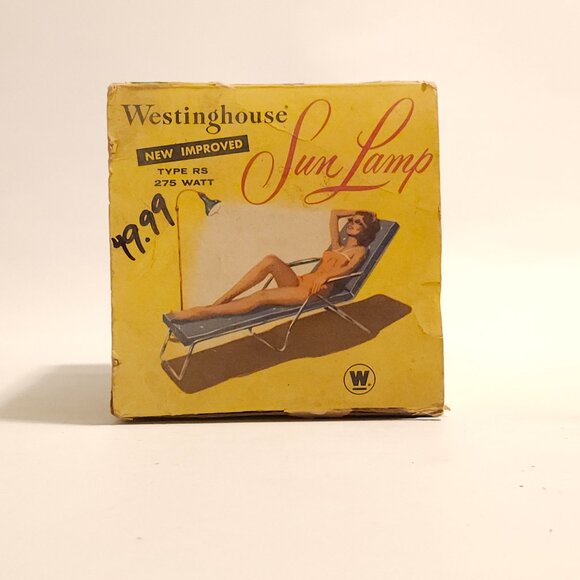 Westinghouse®
Sun Lamp
NEW IMPROVED
TYPE RS
275 WATT
49.99
W